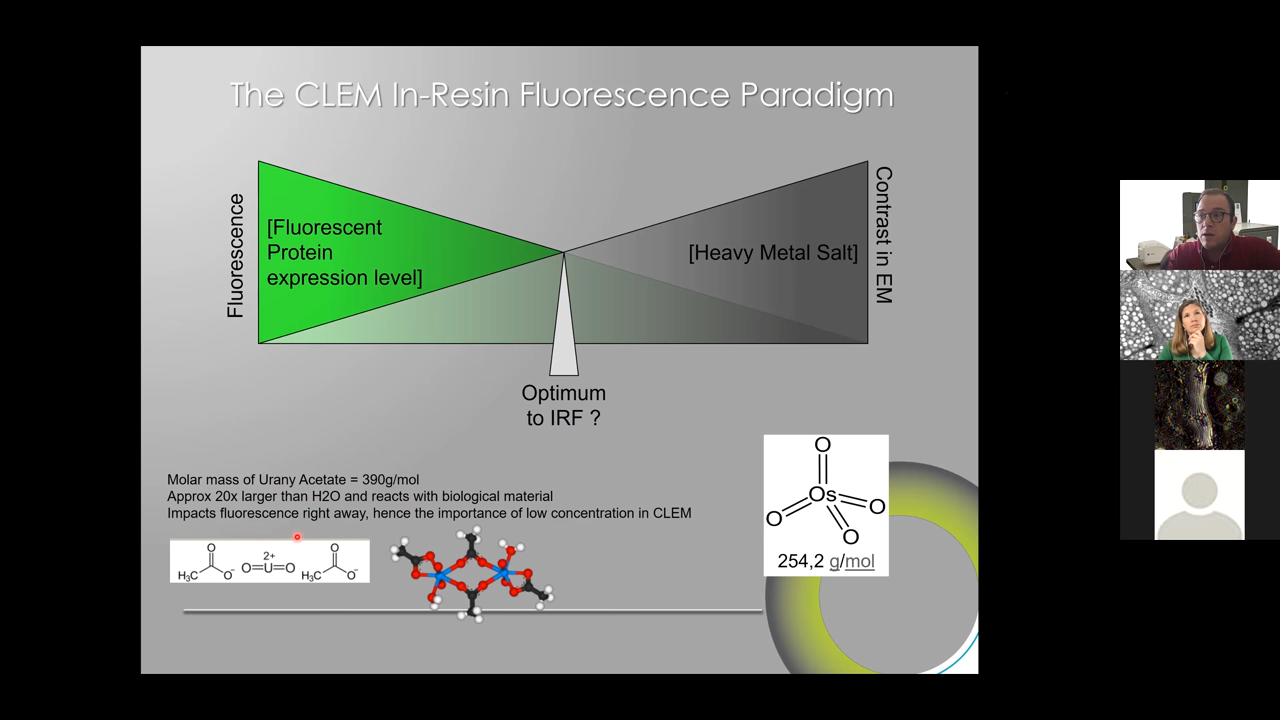 The CLEM In-Resin Fluorescence Paradigm
Fluorescence
[Fluorescent
Protein
expression level]
[Heavy Metal Salt]
Contrast in EM
Optimum
to IRF ?
Molar mass of Urany Acetate = 390g/mol
Approx 20x larger than H2O and reacts with biological material
Impacts fluorescence right away, hence the importance of low concentration in CLEM
O
H₃C O⁻
2+
O=U=O
O
H₃C O⁻
O
Os
O
O
O
254,2 g/mol